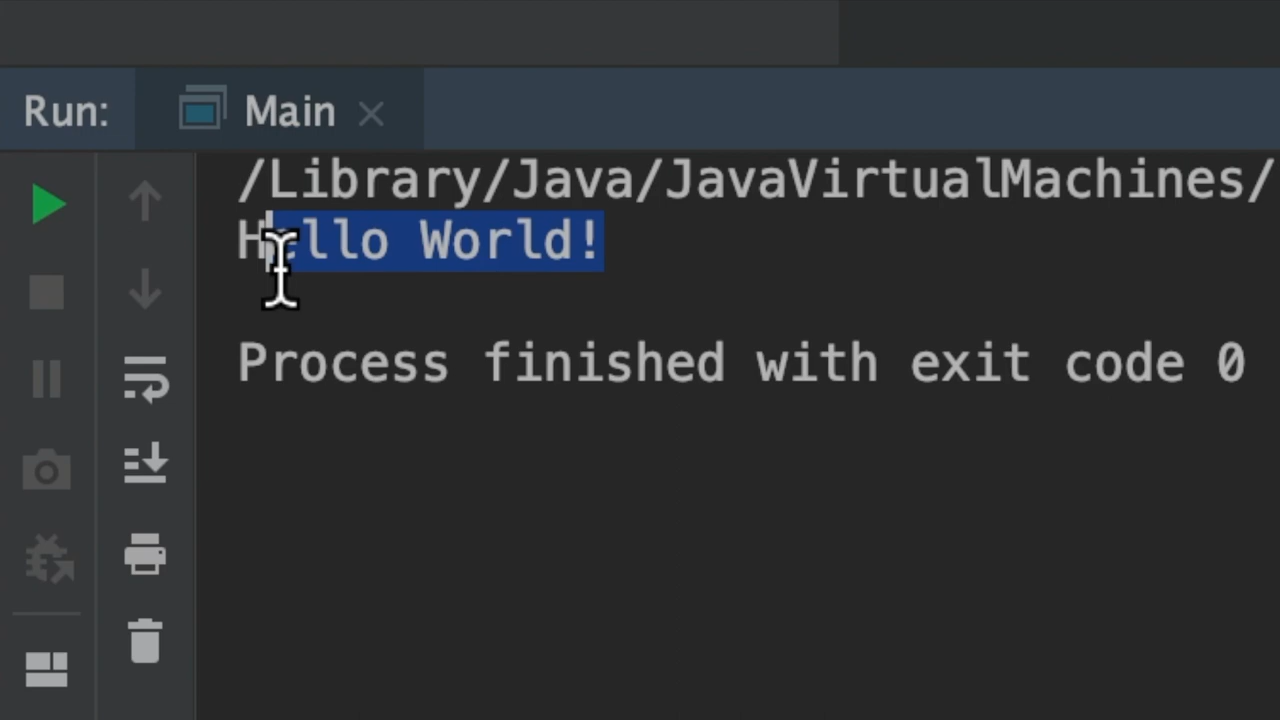 Run: Main
/Library/Java/JavaVirtualMachines/
Hello World!
Process finished with exit code 0